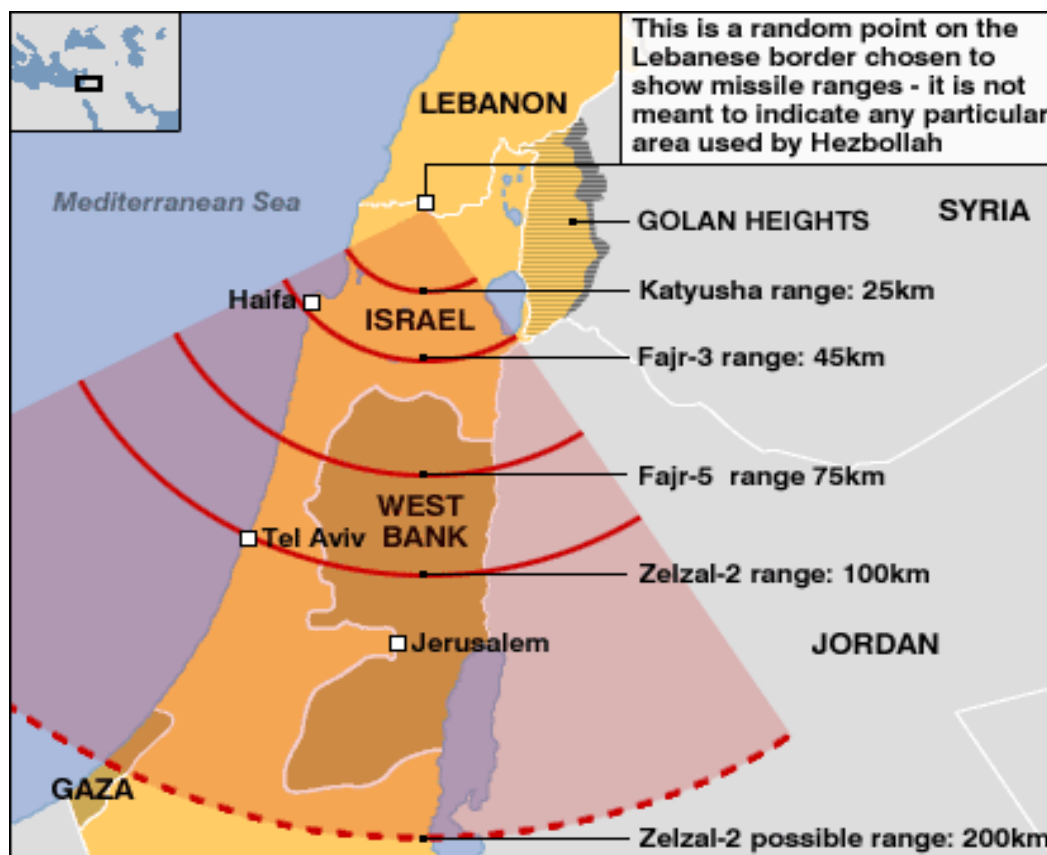 This is a random point on the
Lebanese border chosen to
show missile ranges - it is not
meant to indicate any particular
area used by Hezbollah
LEBANON
Mediterranean Sea
SYRIA
GOLAN HEIGHTS
Katyusha range: 25km
Haifa
ISRAEL
Fajr-3 range: 45km
Fajr-5 range 75km
WEST
BANK
Tel Aviv
Zelzal-2 range: 100km
Jerusalem
JORDAN
GAZA
Zelzal-2 possible range: 200km